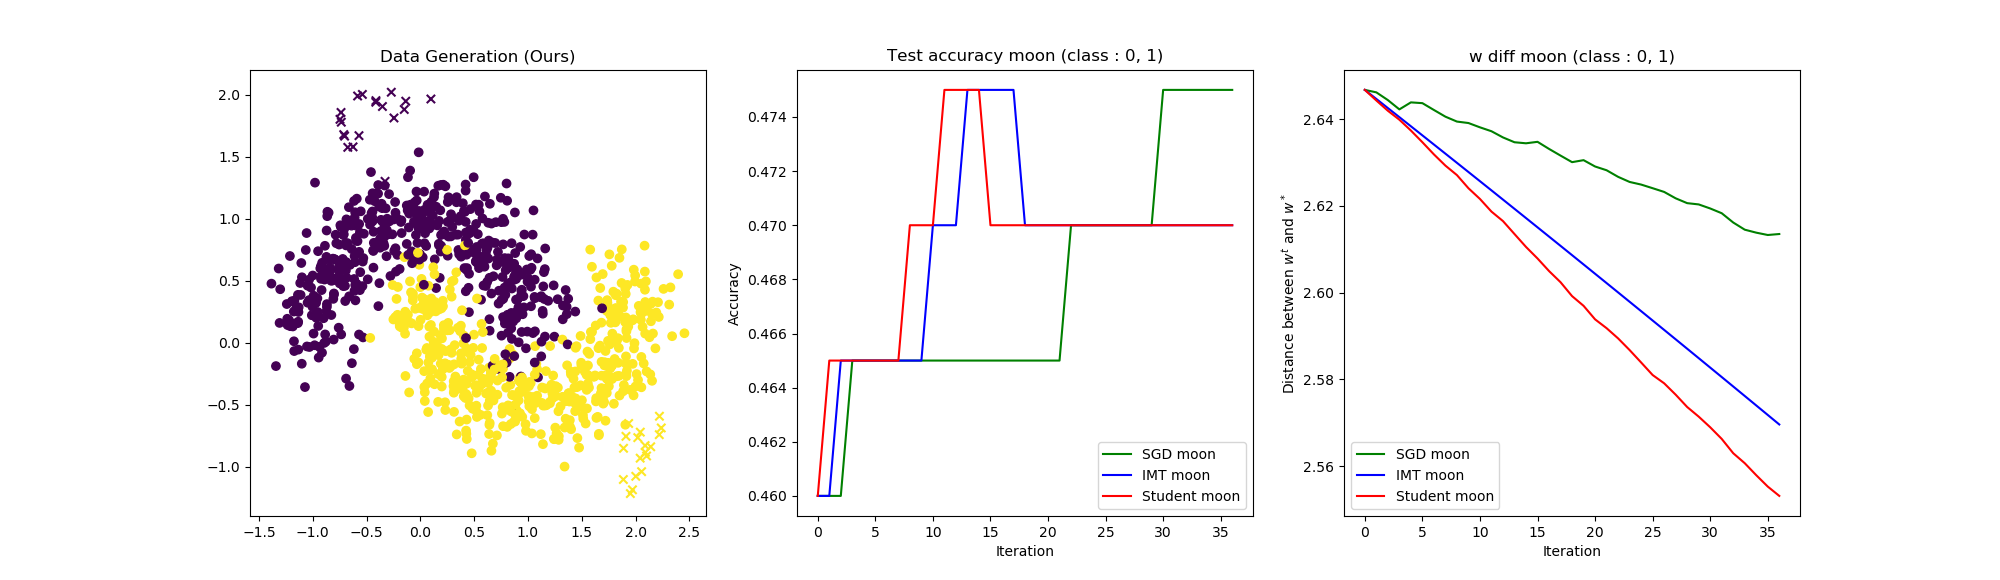 Data Generation (Ours)
2.0
1.5
1.0
0.5
0.0
−0.5
−1.0
−1.5 −1.0 −0.5 0.0 0.5 1.0 1.5 2.0 2.5
Test accuracy moon (class : 0, 1)
Accuracy
0.474
0.472
0.470
0.468
0.466
0.464
0.462
0.460
SGD moon
IMT moon
Student moon
0 5 10 15 20 25 30 35
Iteration
w diff moon (class : 0, 1)
Distance between w^t and w^*
2.64
2.62
2.60
2.58
2.56
SGD moon
IMT moon
Student moon
0 5 10 15 20 25 30 35
Iteration